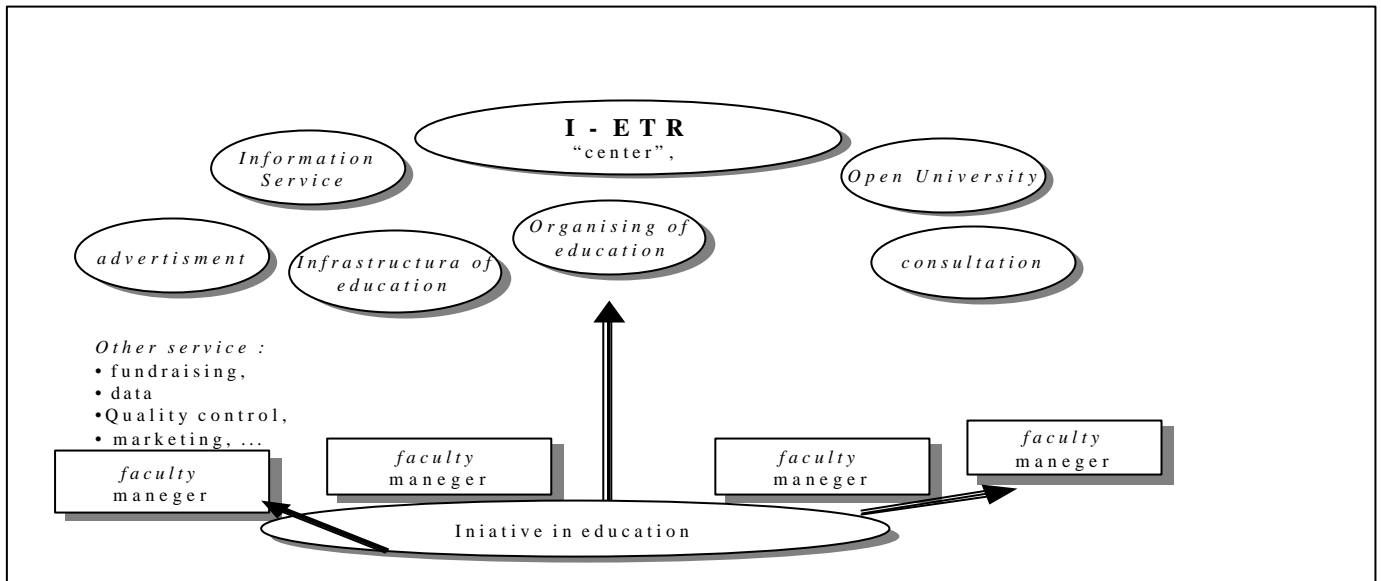 I - ETR
“center”,
Information
Service
Open University
Organising of
education
advertisment
Infrastructura of
education
consultation
Other service :
• fundraising,
• data
•Quality control,
• marketing, ...
faculty
maneger
faculty
maneger
faculty
maneger
faculty
maneger
Iniative in education